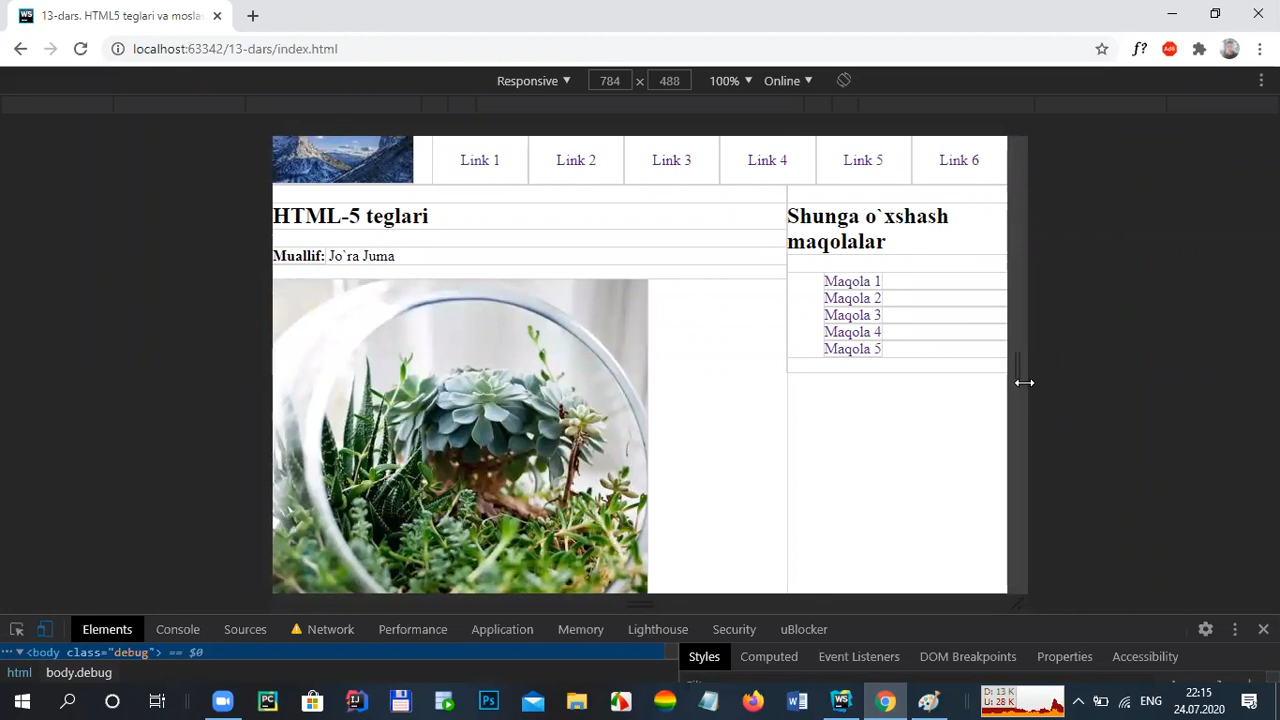 WS 13-dars. HTML5 teglari va mosla
localhost:63342/13-dars/index.html
f?
Responsive 784 × 488 100% Online
Link 1 Link 2 Link 3 Link 4 Link 5 Link 6
HTML-5 teglari
Muallif: Jo`ra Juma
Shunga o`xshash
maqolalar
Maqola 1
Maqola 2
Maqola 3
Maqola 4
Maqola 5
Elements Console Sources Network Performance Application Memory Lighthouse Security uBlocker
<body class="debug"> == $0
Styles Computed Event Listeners DOM Breakpoints Properties Accessibility
html body.debug
D: 13 K
U: 28 K
ENG
22:15
24.07.2020